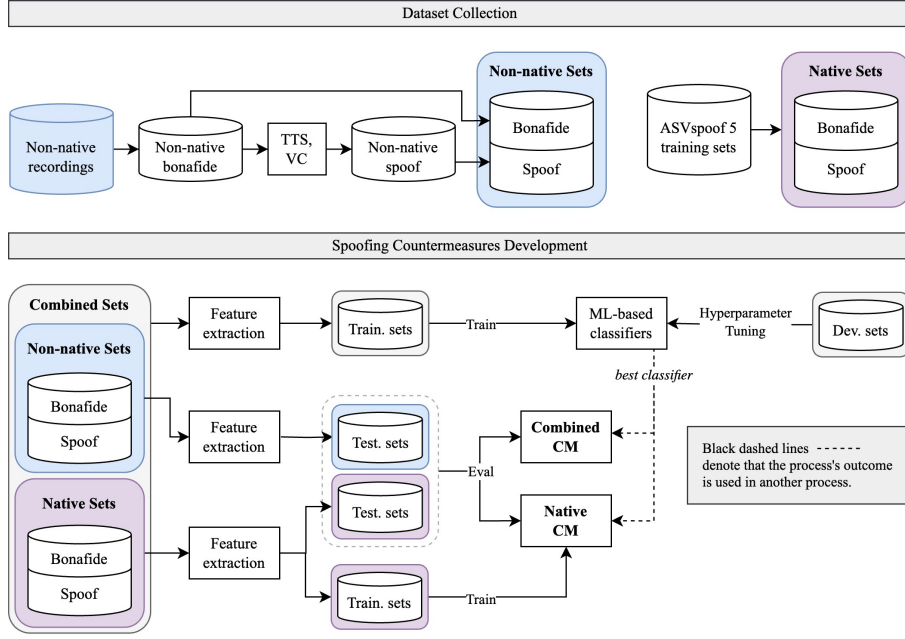 Dataset Collection
Non-native
recordings
Non-native
bonafide
TTS,
VC
Non-native
spoof
Non-native Sets
Bonafide
Spoof
ASVspoof 5
training sets
Native Sets
Bonafide
Spoof
Spoofing Countermeasures Development
Combined Sets
Non-native Sets
Bonafide
Spoof
Native Sets
Bonafide
Spoof
Feature
extraction
Train. sets
Train
ML-based
classifiers
Hyperparameter
Tuning
Dev. sets
best classifier
Feature
extraction
Test. sets
Test. sets
Eval
Combined
CM
Native
CM
Feature
extraction
Train. sets
Train
Black dashed lines
denote that the process's outcome
is used in another process.